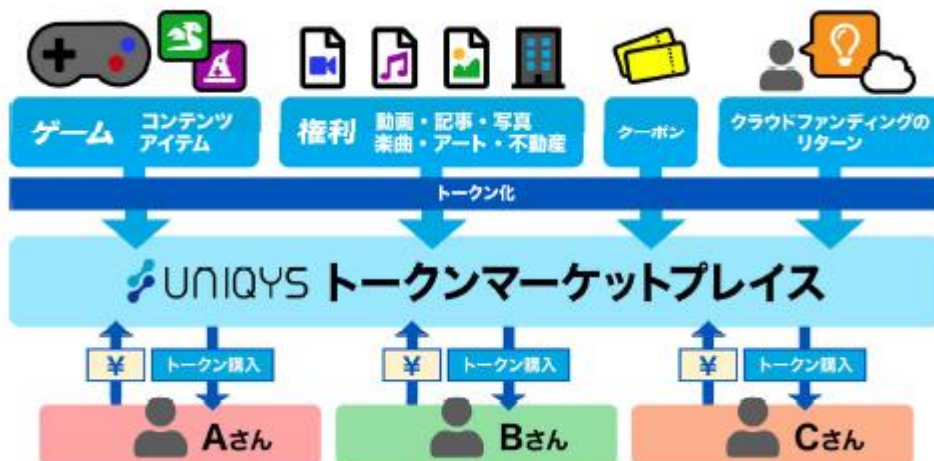 ゲーム
コンテンツ
アイテム
権利
動画・記事・写真
楽曲・アート・不動産
クーポン
クラウドファンディングの
リターン
トークン化
UNIQYS トークンマーケットプレイス
¥
トークン購入
¥
トークン購入
¥
トークン購入
Aさん
Bさん
Cさん